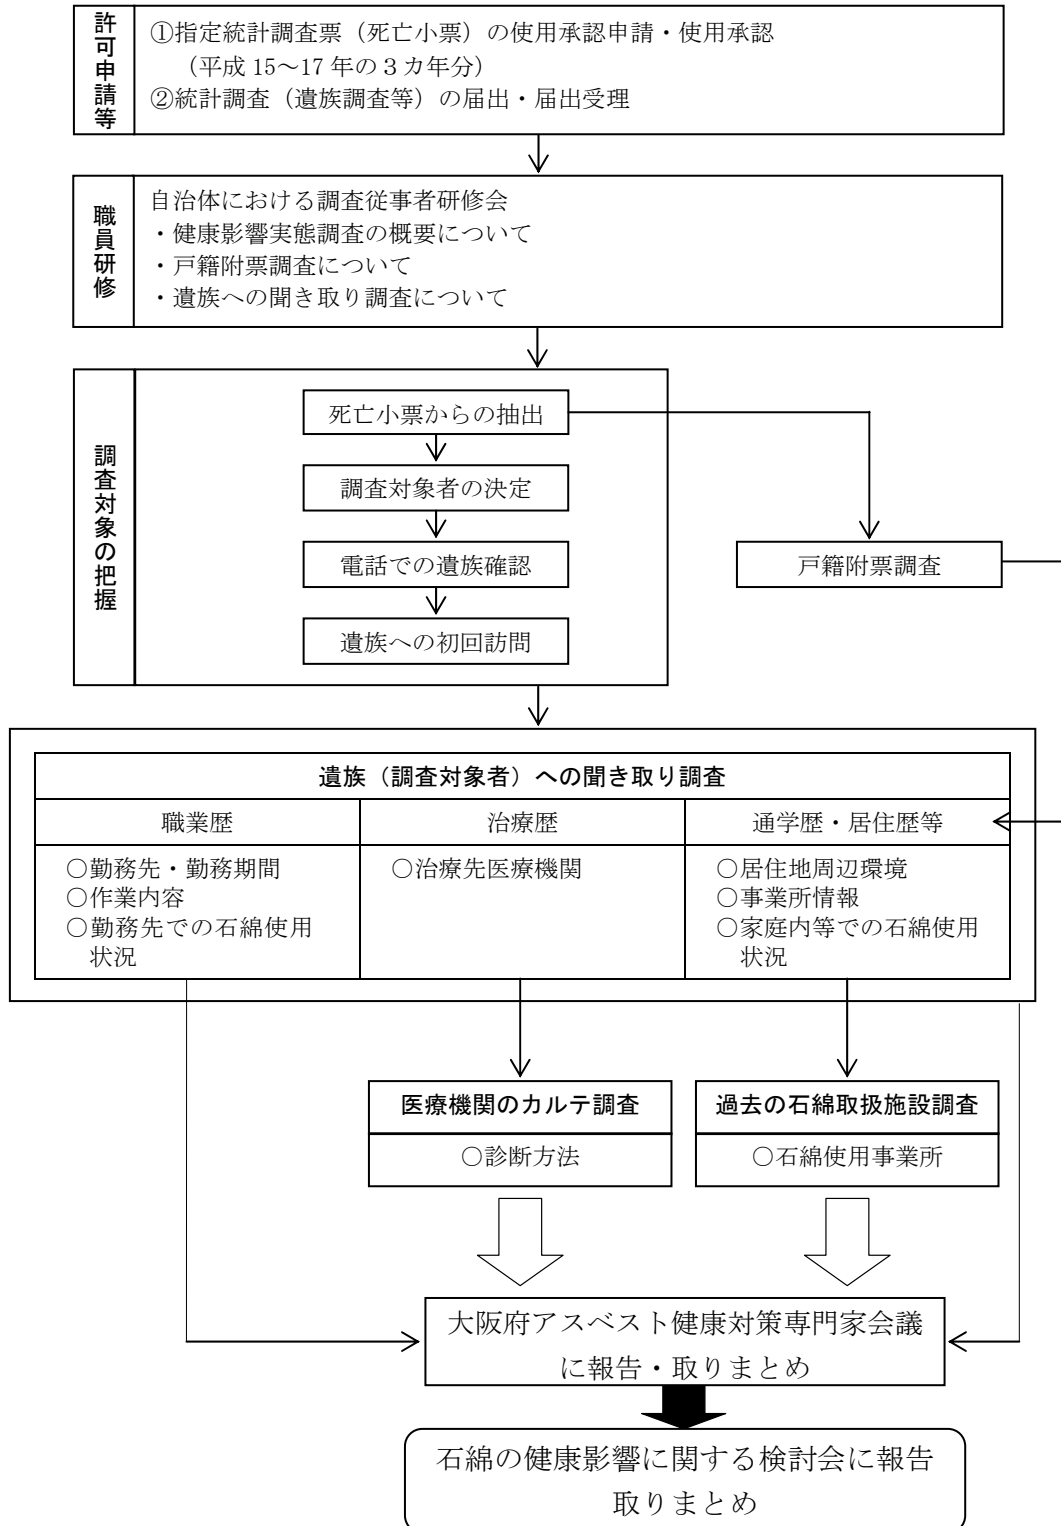 許可申請等
①指定統計調査票（死亡小票）の使用承認申請・使用承認
（平成 15～17 年の３カ年分）
②統計調査（遺族調査等）の届出・届出受理
職員研修
自治体における調査従事者研修会
・健康影響実態調査の概要について
・戸籍附票調査について
・遺族への聞き取り調査について
調査対象の把握
死亡小票からの抽出
調査対象者の決定
電話での遺族確認
戸籍附票調査
遺族への初回訪問
遺族（調査対象者）への聞き取り調査
職業歴
治療歴
通学歴・居住歴等
○勤務先・勤務期間
○作業内容
○勤務先での石綿使用
状況
○治療先医療機関
○居住地周辺環境
○事業所情報
○家庭内等での石綿使用
状況
医療機関のカルテ調査
○診断方法
過去の石綿取扱施設調査
○石綿使用事業所
大阪府アスベスト健康対策専門家会議
に報告・取りまとめ
石綿の健康影響に関する検討会に報告
取りまとめ